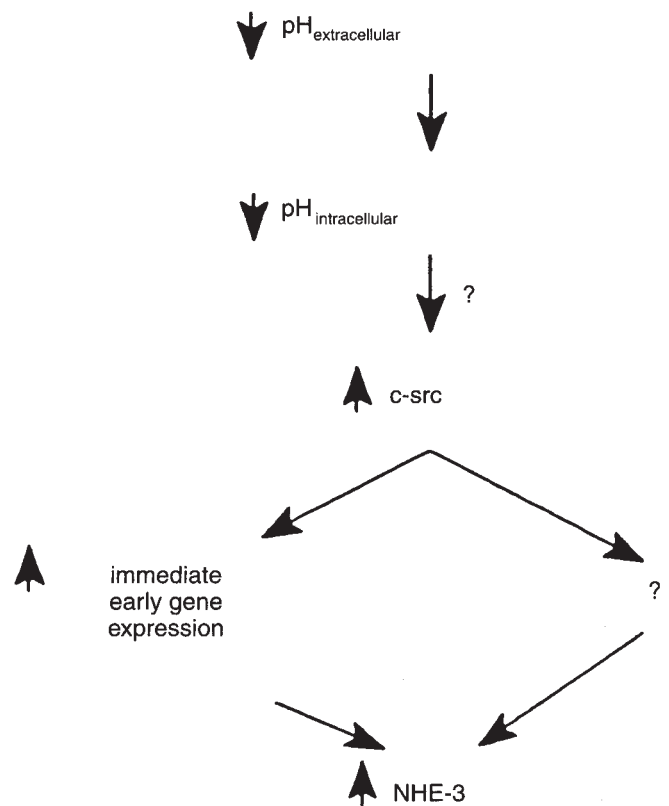 pHextracellular
pHintracellular
?
c-src
immediate
early gene
expression
?
NHE-3